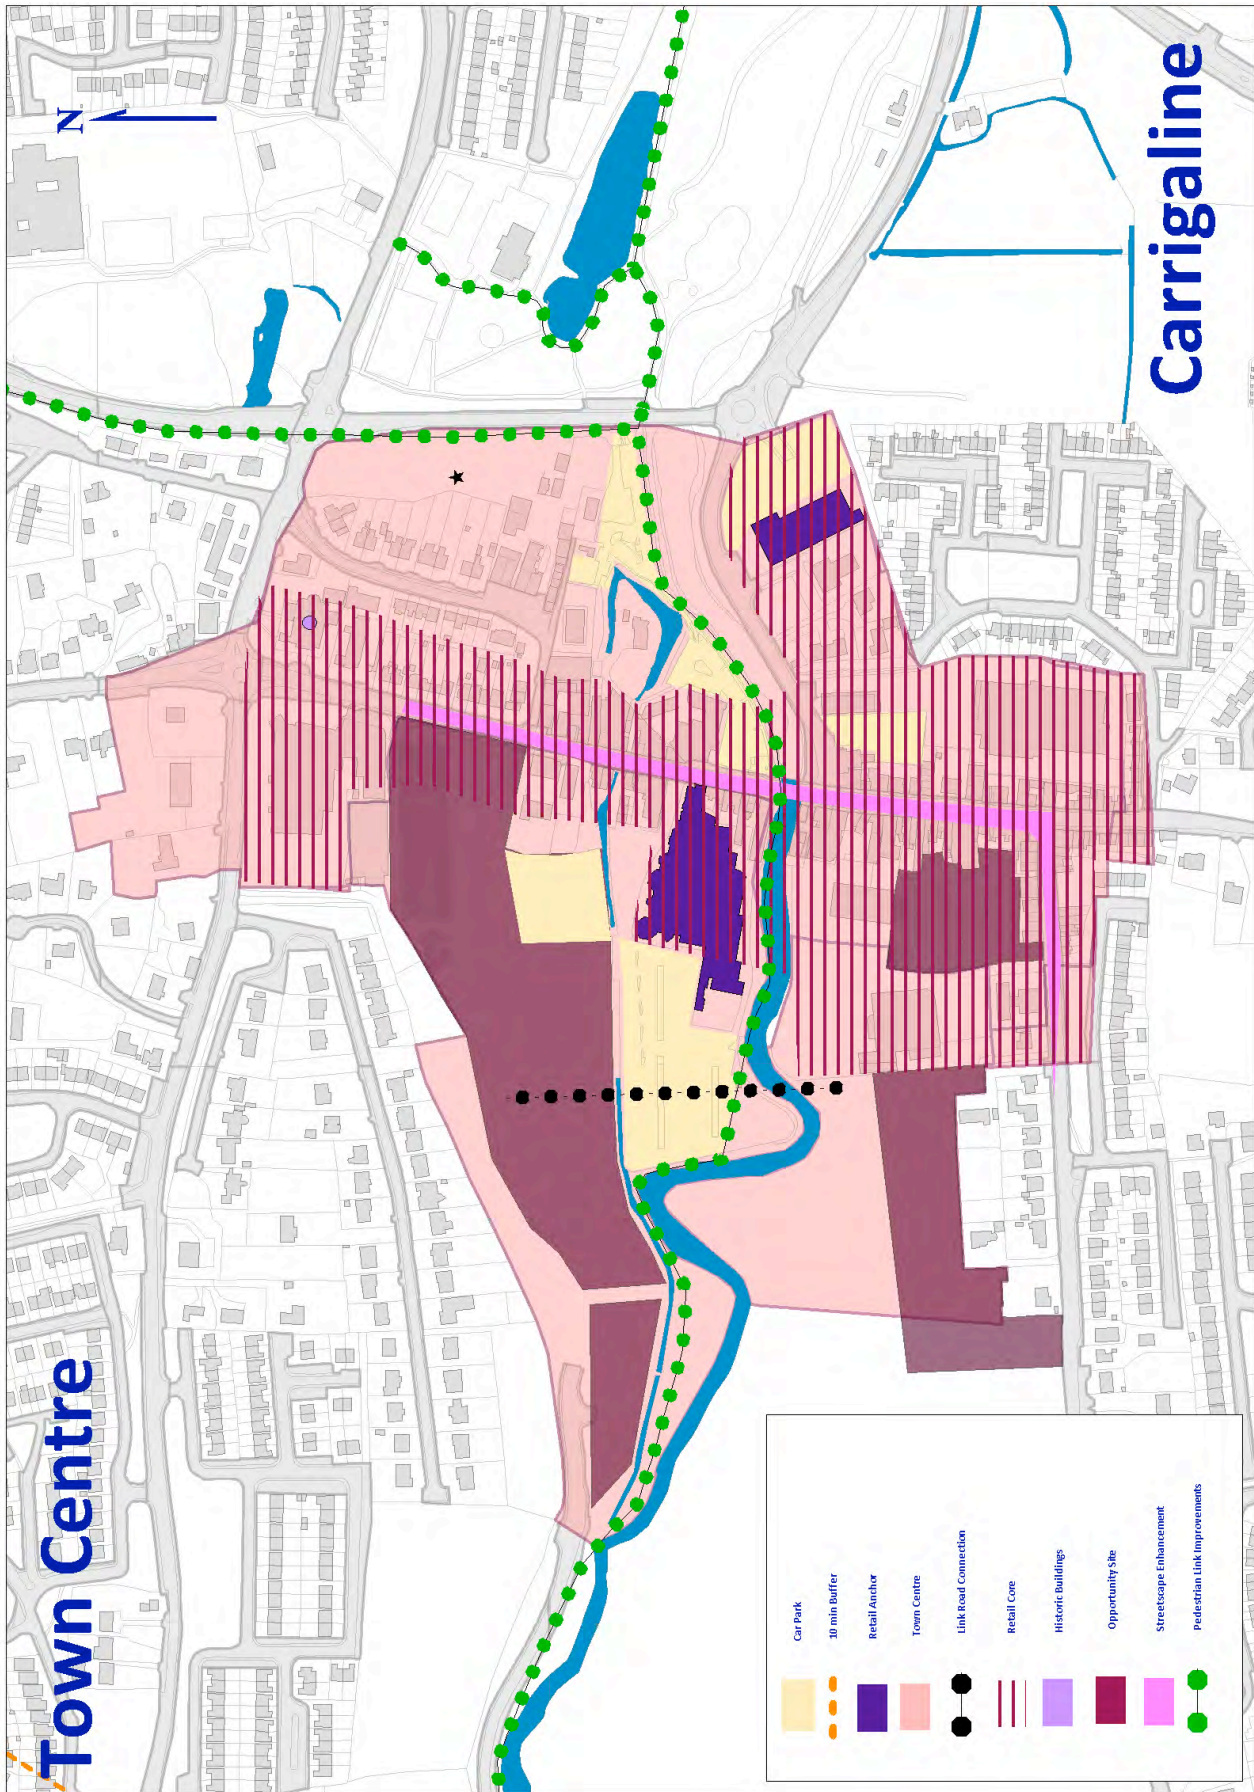 Town Centre
Carrigaline
N
Car Park
10 min Buffer
Retail Anchor
Town Centre
Link Road Connection
Retail Core
Historic Buildings
Opportunity Site
Streetscape Enhancement
Pedestrian Link Improvements